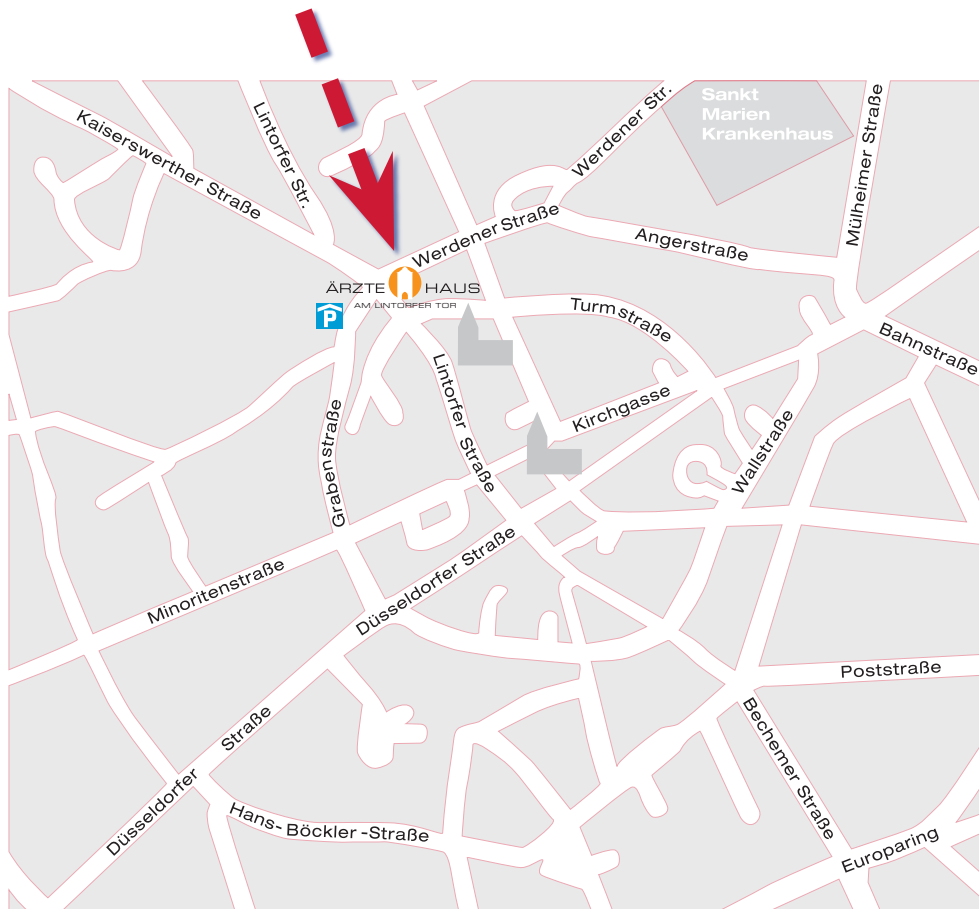 Sankt
Marien
Krankenhaus
Kaiserswerther Straße
Lintorfer Str.
Werdener Str.
Mülheimer Straße
Werdener Straße
Angerstraße
ÄRZTE HAUS
AM LINTORFER TOR
P
Turmstraße
Bahnstraße
Lintorfer Straße
Kirchgasse
Wallstraße
Grabenstraße
Minoritenstraße
Düsseldorfer Straße
Poststraße
Düsseldorfer Straße
Bechemer Straße
Hans-Böckler-Straße
Europaring